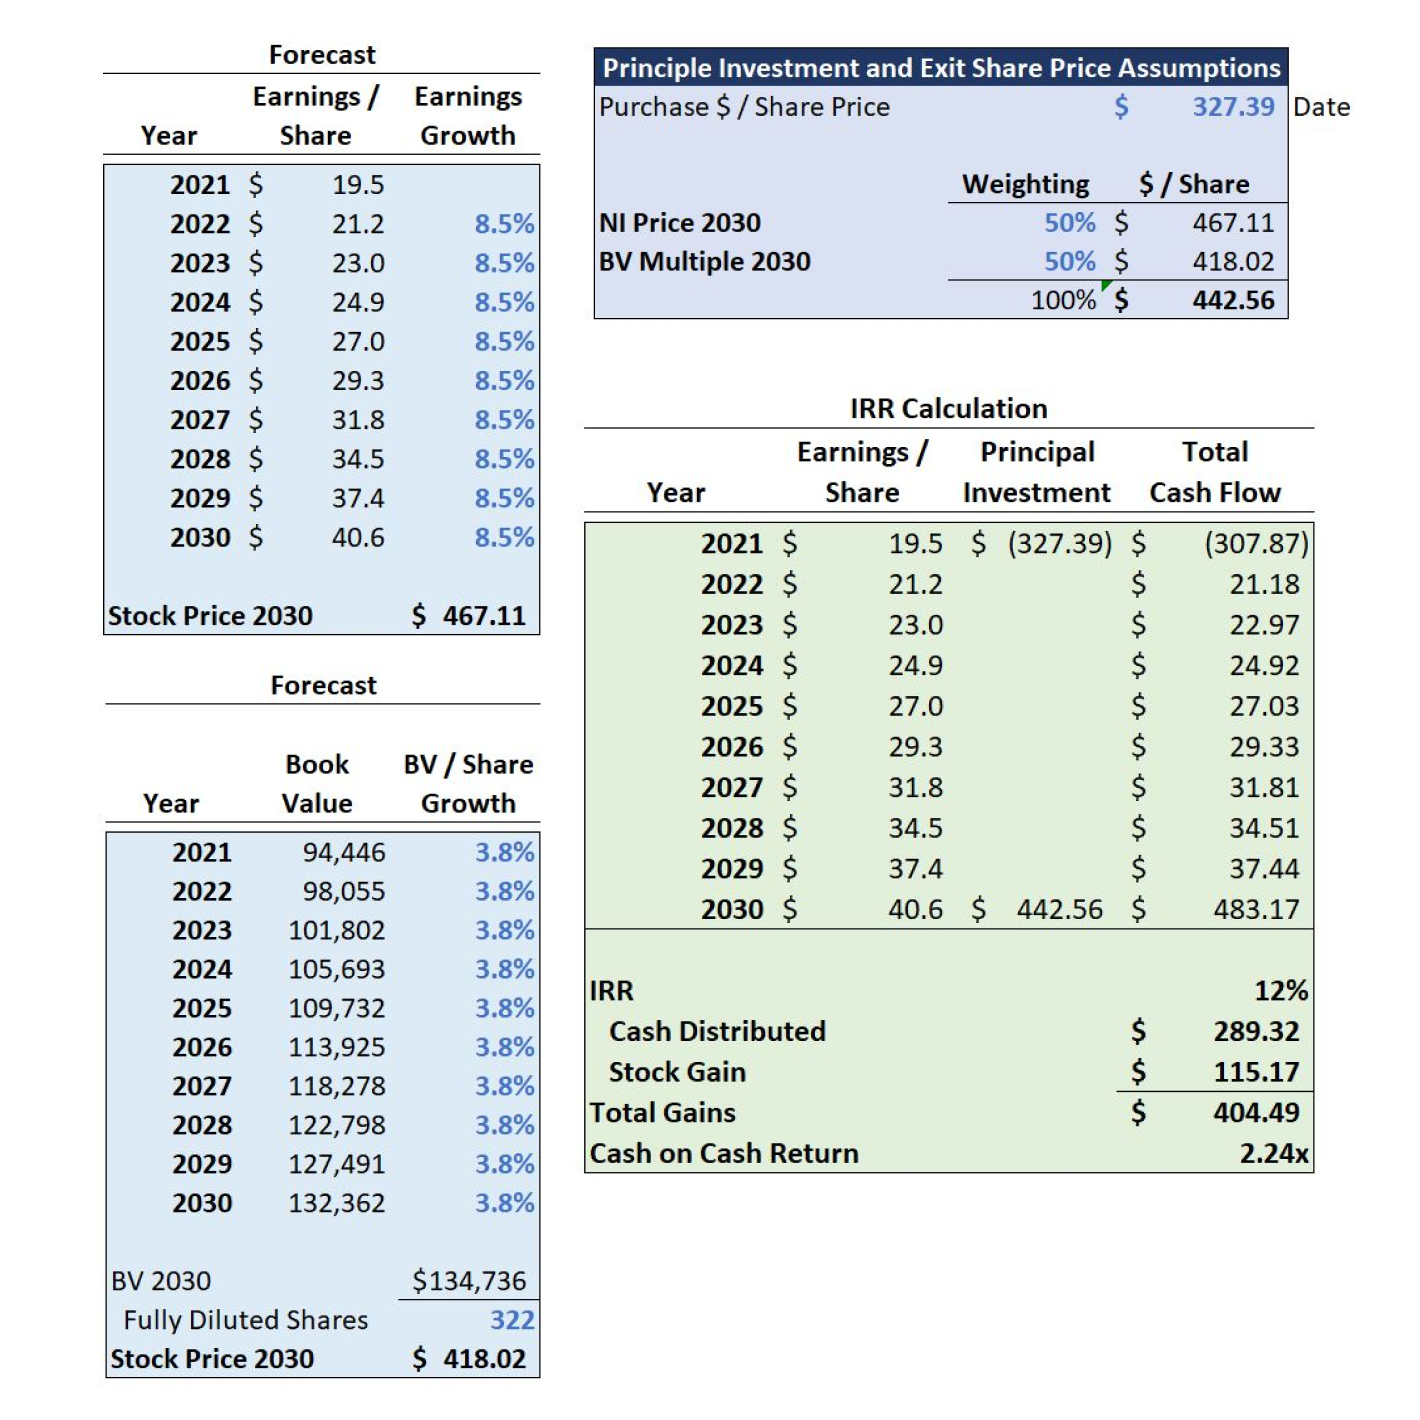 Forecast
Earnings / Earnings
Year Share Growth
2021 $ 19.5
2022 $ 21.2 8.5%
2023 $ 23.0 8.5%
2024 $ 24.9 8.5%
2025 $ 27.0 8.5%
2026 $ 29.3 8.5%
2027 $ 31.8 8.5%
2028 $ 34.5 8.5%
2029 $ 37.4 8.5%
2030 $ 40.6 8.5%
Stock Price 2030 $ 467.11
Forecast
Book BV / Share
Year Value Growth
2021 94,446 3.8%
2022 98,055 3.8%
2023 101,802 3.8%
2024 105,693 3.8%
2025 109,732 3.8%
2026 113,925 3.8%
2027 118,278 3.8%
2028 122,798 3.8%
2029 127,491 3.8%
2030 132,362 3.8%
BV 2030 $134,736
Fully Diluted Shares 322
Stock Price 2030 $ 418.02
Principle Investment and Exit Share Price Assumptions
Purchase $ / Share Price $ 327.39 Date
Weighting $ / Share
NI Price 2030 50% $ 467.11
BV Multiple 2030 50% $ 418.02
100% $ 442.56
IRR Calculation
Earnings / Principal Total
Year Share Investment Cash Flow
2021 $ 19.5 $ (327.39) $ (307.87)
2022 $ 21.2 $ 21.18
2023 $ 23.0 $ 22.97
2024 $ 24.9 $ 24.92
2025 $ 27.0 $ 27.03
2026 $ 29.3 $ 29.33
2027 $ 31.8 $ 31.81
2028 $ 34.5 $ 34.51
2029 $ 37.4 $ 37.44
2030 $ 40.6 $ 442.56 $ 483.17
IRR 12%
Cash Distributed $ 289.32
Stock Gain $ 115.17
Total Gains $ 404.49
Cash on Cash Return 2.24x